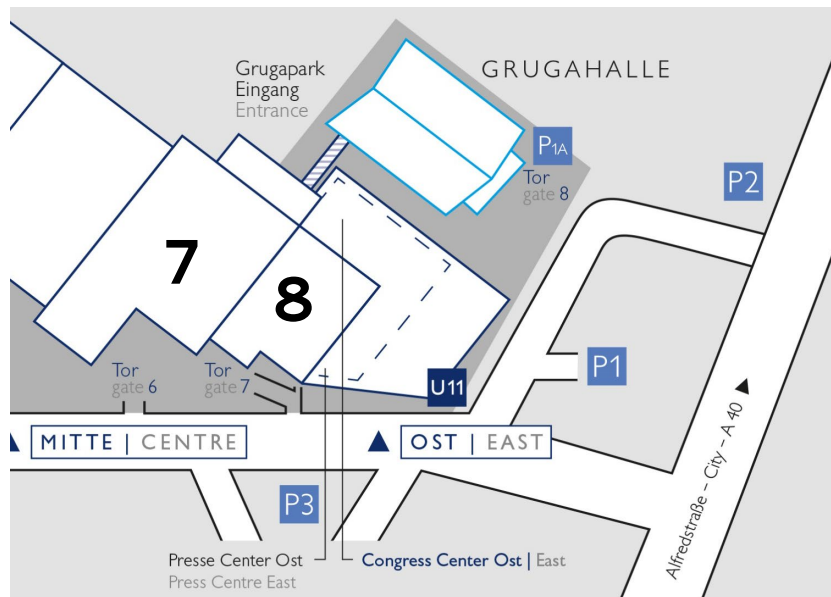 Grugapark
Eingang
Entrance
GRUGAHALLE
P1A
Tor
gate 8
P2
7
8
P1
Tor
gate 6
Tor
gate 7
U11
MITTE | CENTRE
OST | EAST
Alfredstraße – City – A 40
P3
Presse Center Ost
Press Centre East
Congress Center Ost | East